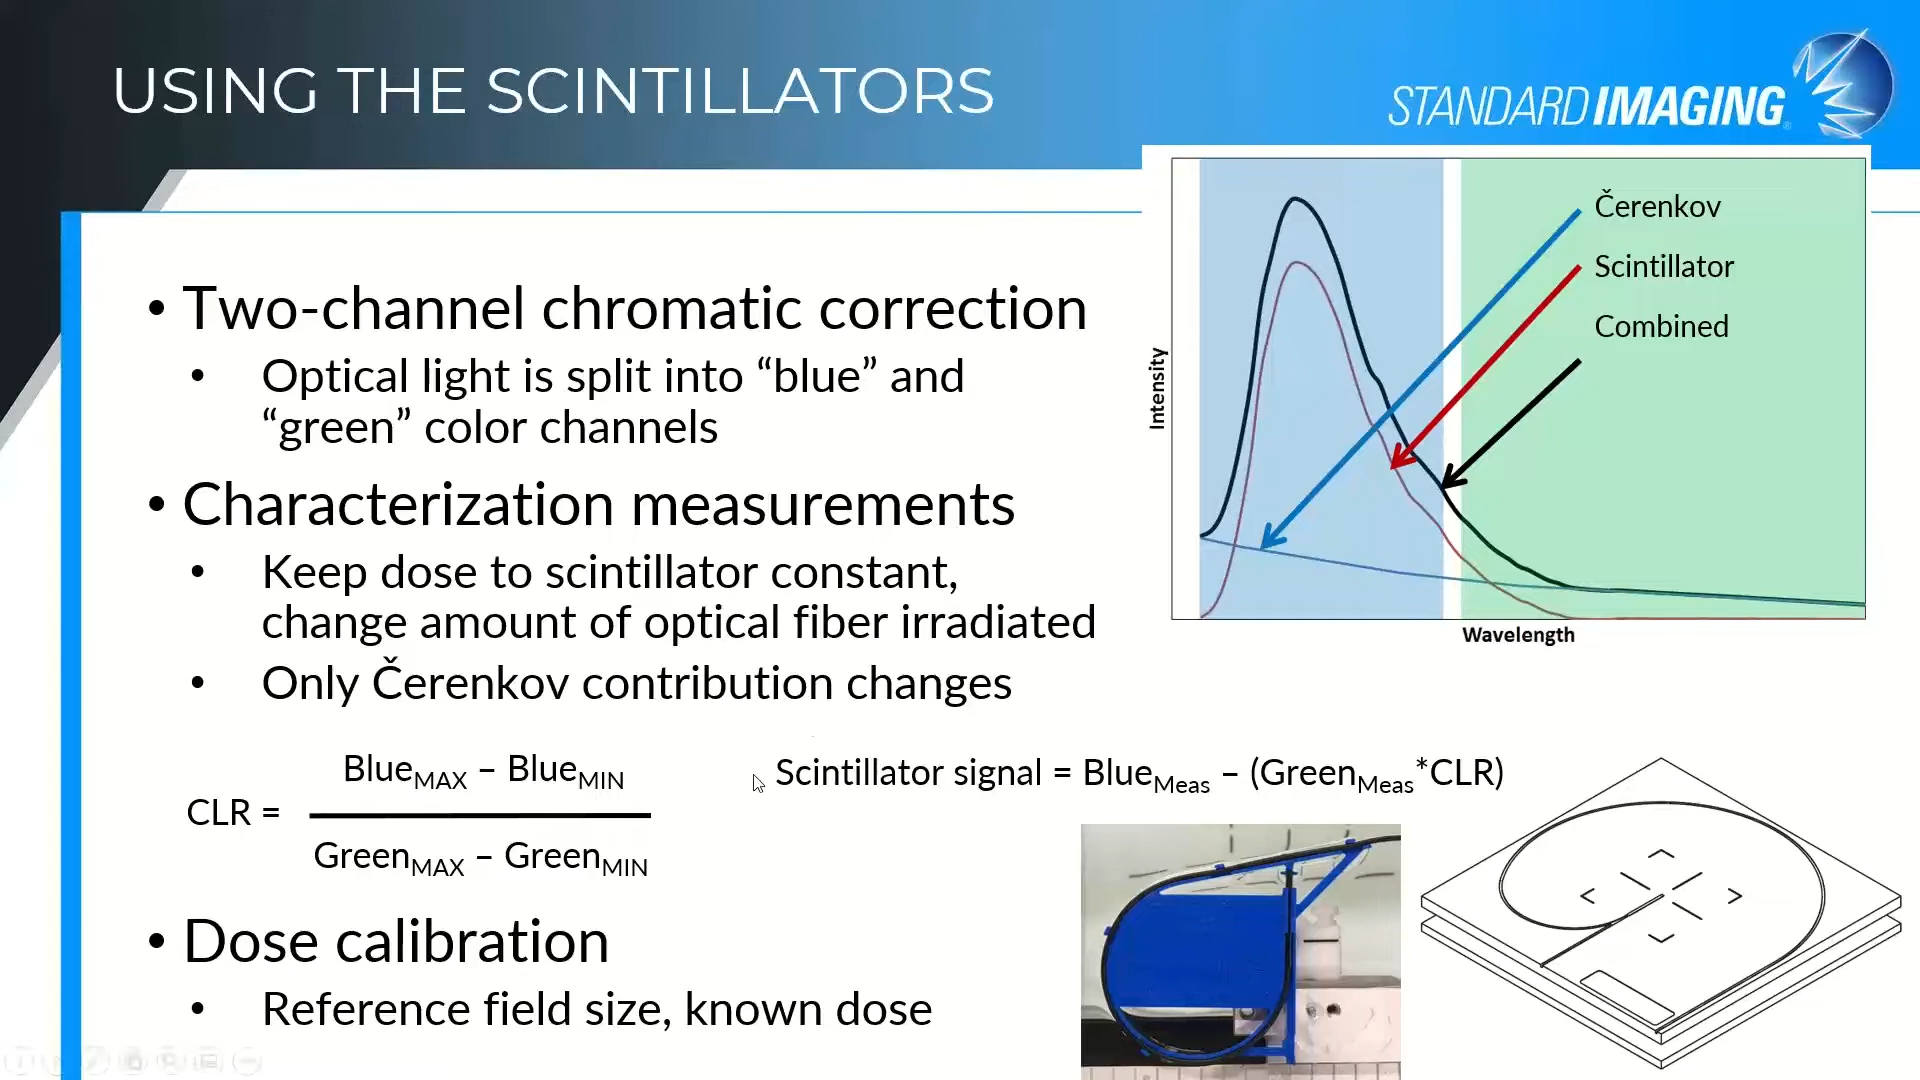 USING THE SCINTILLATORS
STANDARD IMAGING®
• Two-channel chromatic correction
• Optical light is split into “blue” and
“green” color channels
• Characterization measurements
• Keep dose to scintillator constant,
change amount of optical fiber irradiated
• Only Čerenkov contribution changes
CLR = 
BlueMAX – BlueMIN
GreenMAX – GreenMIN
Scintillator signal = BlueMeas – (GreenMeas*CLR)
• Dose calibration
• Reference field size, known dose
Čerenkov
Scintillator
Combined
Intensity
Wavelength